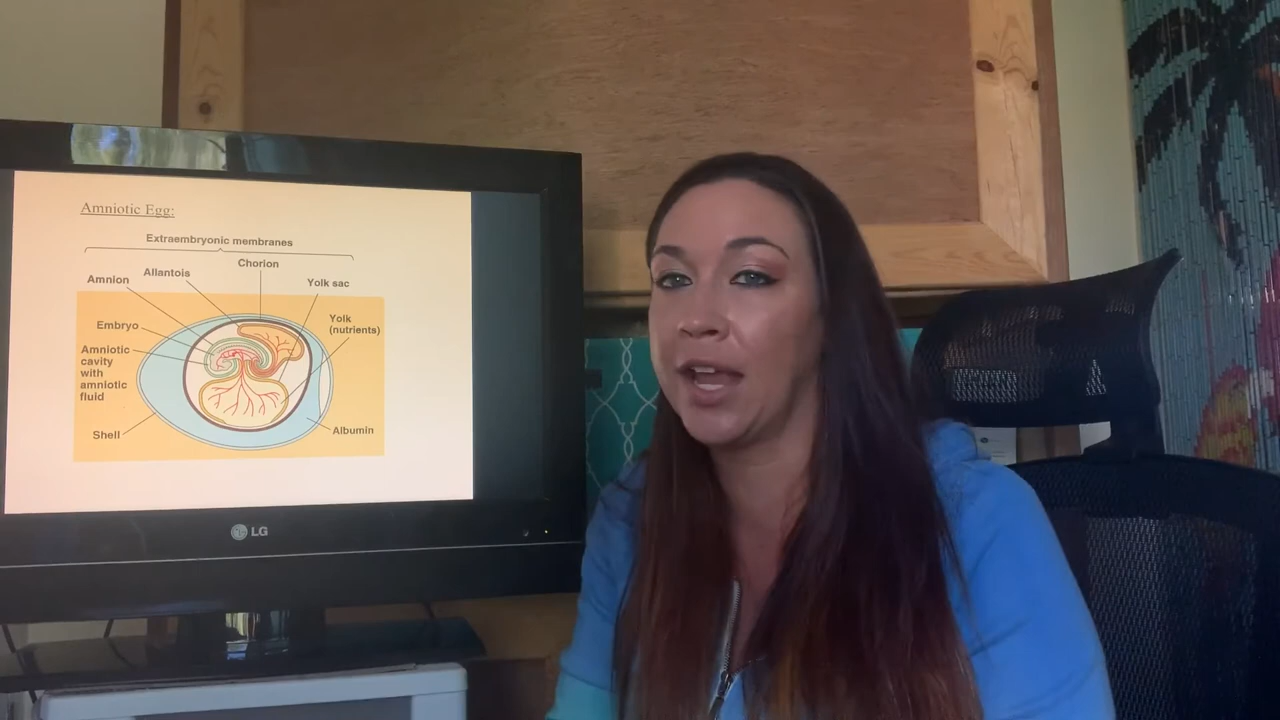 Amniotic Egg:
Extraembryonic membranes
Chorion
Allantois
Amnion
Yolk sac
Embryo
Yolk
(nutrients)
Amniotic
cavity
with
amniotic
fluid
Shell
Albumin
LG